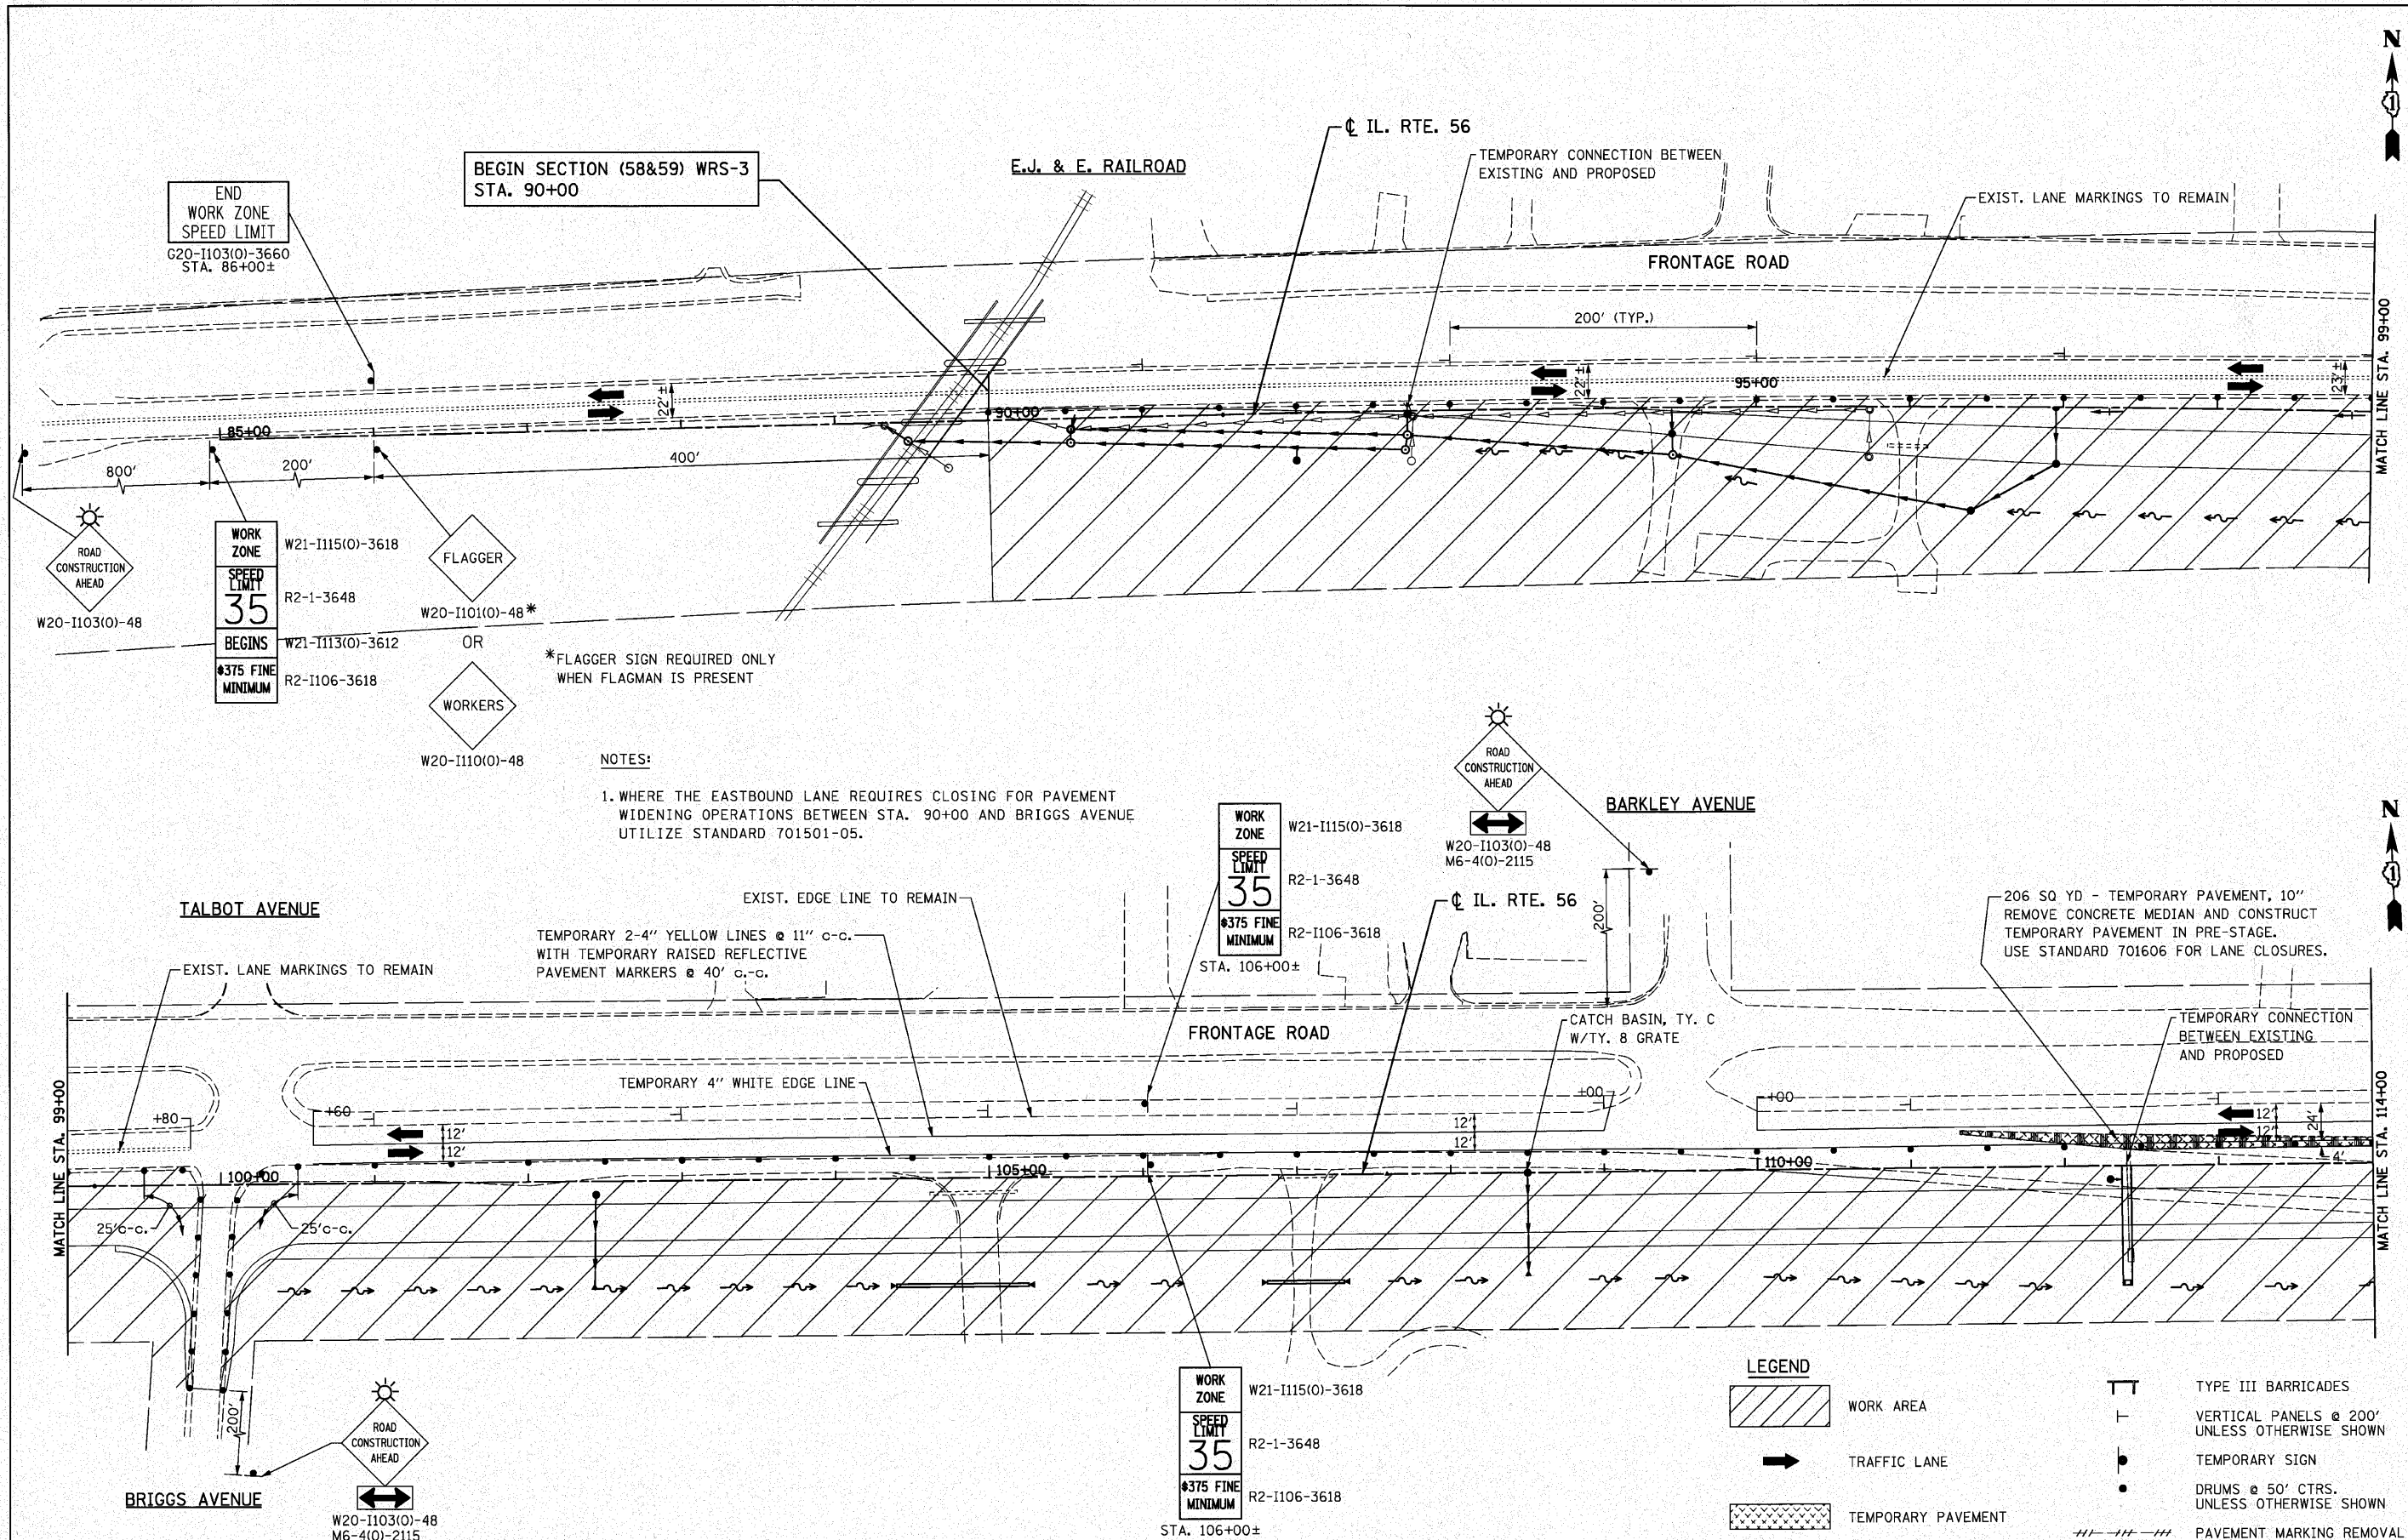 N
1
℄ IL. RTE. 56
BEGIN SECTION (58&59) WRS-3
STA. 90+00
E.J. & E. RAILROAD
TEMPORARY CONNECTION BETWEEN
EXISTING AND PROPOSED
END
WORK ZONE
SPEED LIMIT
G20-I103(O)-3660
STA. 86+00±
EXIST. LANE MARKINGS TO REMAIN
FRONTAGE ROAD
200' (TYP.)
MATCH LINE STA. 99+00
22'±
22'±
23'±
85+00
90+00
95+00
800'
200'
400'
ROAD
CONSTRUCTION
AHEAD
W20-I103(O)-48
WORK
ZONE
W21-I115(O)-3618
SPEED
LIMIT
35
R2-1-3648
BEGINS
W21-I113(O)-3612
$375 FINE
MINIMUM
R2-I106-3618
FLAGGER
W20-I101(O)-48*
OR
WORKERS
W20-I110(O)-48
*FLAGGER SIGN REQUIRED ONLY
WHEN FLAGMAN IS PRESENT
NOTES:
1. WHERE THE EASTBOUND LANE REQUIRES CLOSING FOR PAVEMENT
WIDENING OPERATIONS BETWEEN STA. 90+00 AND BRIGGS AVENUE
UTILIZE STANDARD 701501-05.
WORK
ZONE
W21-I115(O)-3618
SPEED
LIMIT
35
R2-1-3648
$375 FINE
MINIMUM
R2-I106-3618
STA. 106+00±
ROAD
CONSTRUCTION
AHEAD
W20-I103(O)-48
M6-4(O)-2115
BARKLEY AVENUE
N
1
TALBOT AVENUE
EXIST. EDGE LINE TO REMAIN
℄ IL. RTE. 56
200'
206 SQ YD - TEMPORARY PAVEMENT, 10"
REMOVE CONCRETE MEDIAN AND CONSTRUCT
TEMPORARY PAVEMENT IN PRE-STAGE.
USE STANDARD 701606 FOR LANE CLOSURES.
TEMPORARY 2-4" YELLOW LINES @ 11" c-c.
WITH TEMPORARY RAISED REFLECTIVE
PAVEMENT MARKERS @ 40' c.-c.
EXIST. LANE MARKINGS TO REMAIN
FRONTAGE ROAD
CATCH BASIN, TY. C
W/TY. 8 GRATE
TEMPORARY CONNECTION
BETWEEN EXISTING
AND PROPOSED
TEMPORARY 4" WHITE EDGE LINE
MATCH LINE STA. 99+00
MATCH LINE STA. 114+00
+80
+60
+00
+00
12'
12'
12'
12'
12'
12'
24'
4'
100+00
105+00
110+00
25'c-c.
25'c-c.
200'
BRIGGS AVENUE
ROAD
CONSTRUCTION
AHEAD
W20-I103(O)-48
M6-4(O)-2115
WORK
ZONE
W21-I115(O)-3618
SPEED
LIMIT
35
R2-1-3648
$375 FINE
MINIMUM
R2-I106-3618
STA. 106+00±
LEGEND
WORK AREA
TRAFFIC LANE
TEMPORARY PAVEMENT
TYPE III BARRICADES
VERTICAL PANELS @ 200'
UNLESS OTHERWISE SHOWN
TEMPORARY SIGN
DRUMS @ 50' CTRS.
UNLESS OTHERWISE SHOWN
PAVEMENT MARKING REMOVAL